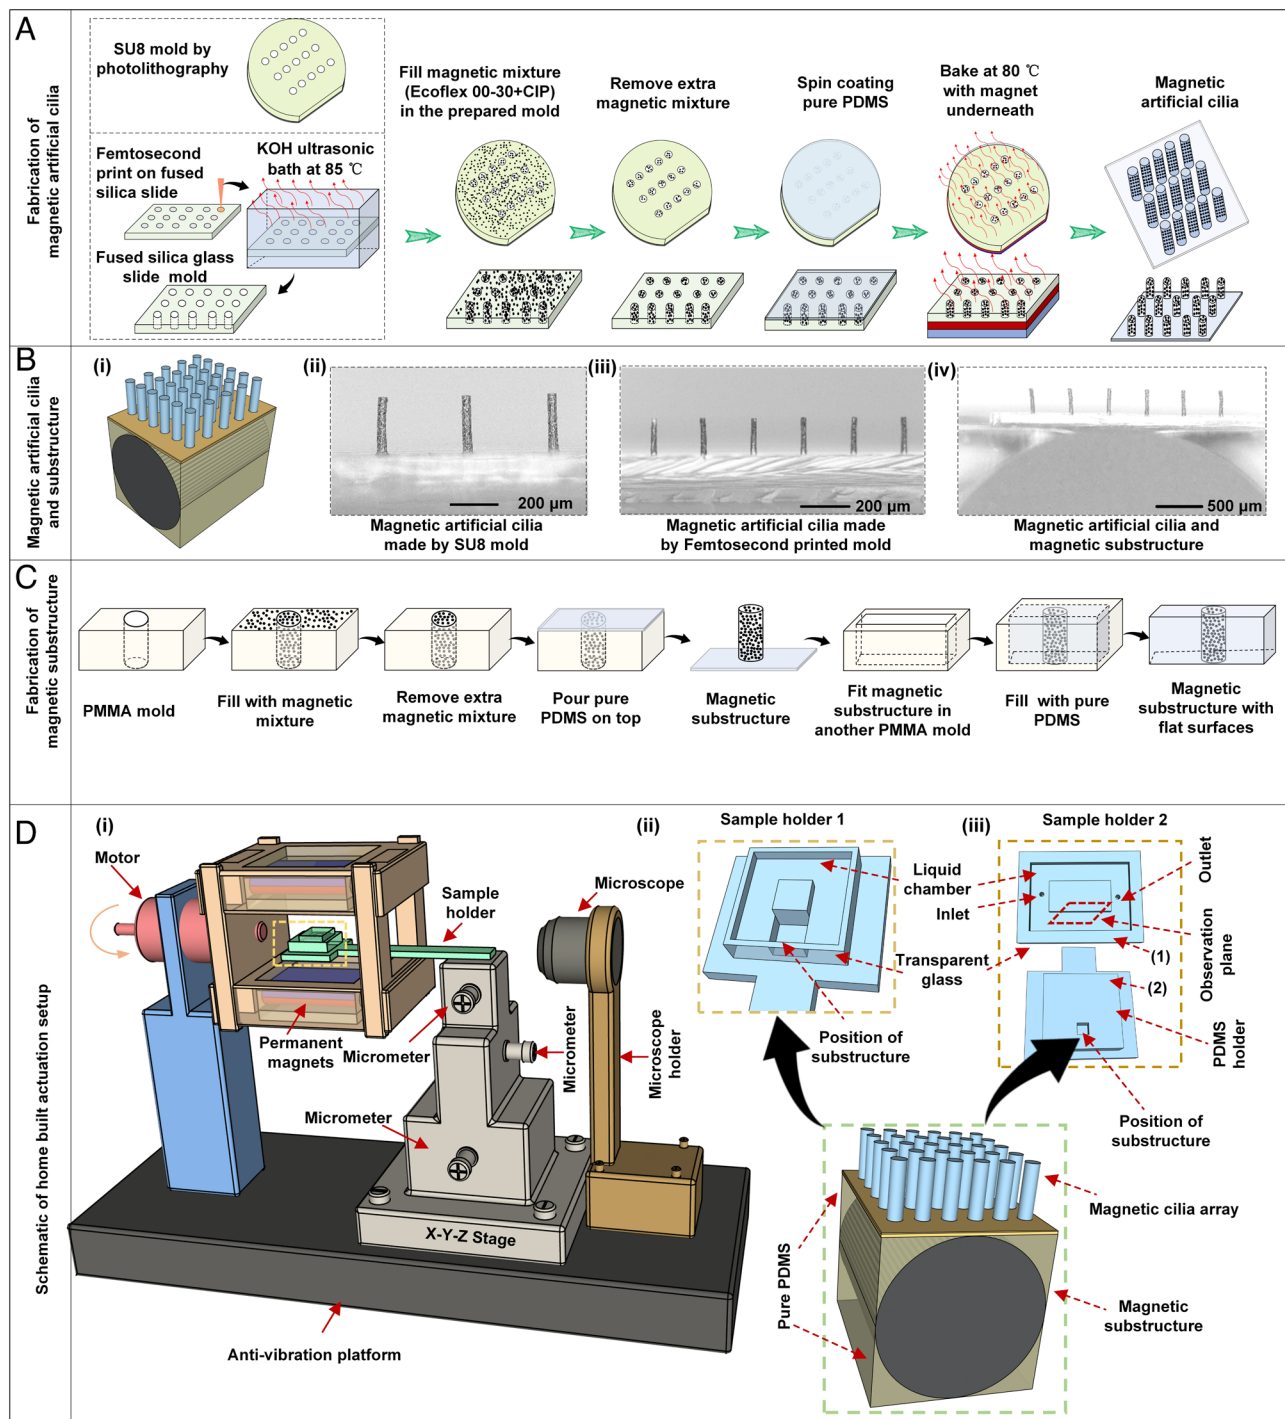 A
Fabrication of
magnetic artificial cilia
SU8 mold by
photolithography
Femtosecond
print on fused
silica slide
KOH ultrasonic
bath at 85 ℃
Fused silica glass
slide mold
Fill magnetic mixture
(Ecoflex 00-30+CIP)
in the prepared mold
Remove extra
magnetic mixture
Spin coating
pure PDMS
Bake at 80 ℃
with magnet
underneath
Magnetic
artificial cilia
B
Magnetic artificial cilia
and substructure
(i)
(ii)
200 μm
Magnetic artificial cilia
made by SU8 mold
(iii)
200 μm
Magnetic artificial cilia made
by Femtosecond printed mold
(iv)
500 μm
Magnetic artificial cilia and
magnetic substructure
C
Fabrication of
magnetic substructure
PMMA mold
Fill with magnetic
mixture
Remove extra
magnetic mixture
Pour pure
PDMS on top
Magnetic
substructure
Fit magnetic
substructure in
another PMMA mold
Fill with pure
PDMS
Magnetic
substructure with
flat surfaces
D
Schematic of home built actuation setup
(i)
Motor
Sample
holder
Microscope
Permanent
magnets
Micrometer
Micrometer
Microscope
holder
Micrometer
X-Y-Z Stage
Anti-vibration platform
(ii)
Sample holder 1
Liquid
chamber
Inlet
Transparent
glass
Position of
substructure
(iii)
Sample holder 2
Outlet
Observation
plane
(1)
(2)
PDMS
holder
Position of
substructure
Magnetic cilia array
Pure PDMS
Magnetic
substructure